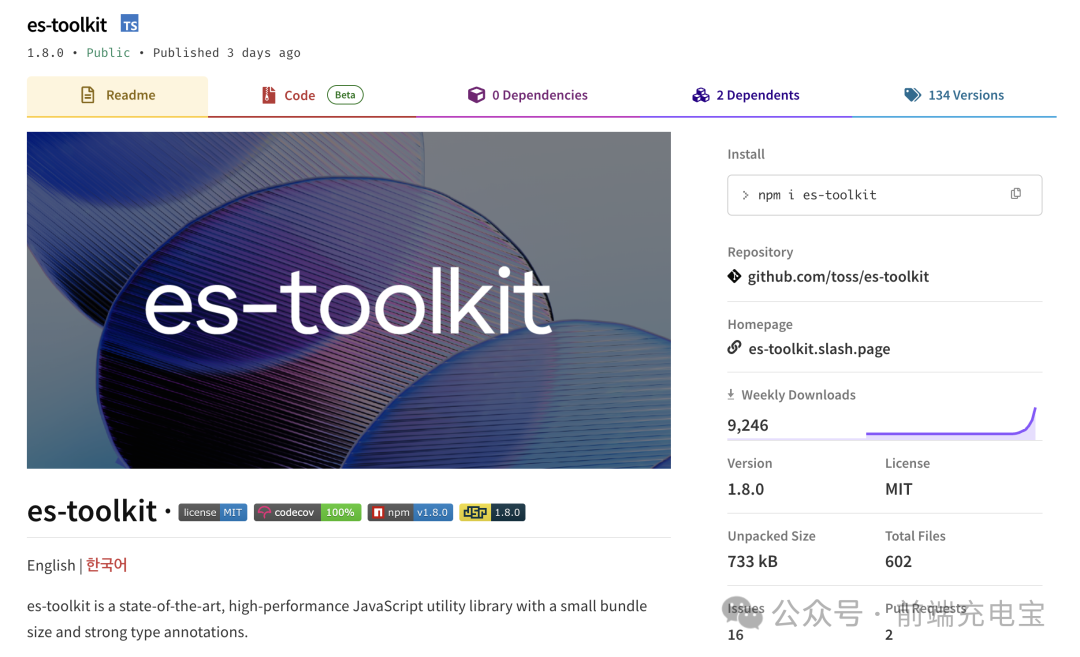 es-toolkit TS
1.8.0 • Public • Published 3 days ago
Readme
Code Beta
0 Dependencies
2 Dependents
134 Versions
es-toolkit
es-toolkit · license MIT codecov 100% npm v1.8.0 JSR 1.8.0
English | 한국어
es-toolkit is a state-of-the-art, high-performance JavaScript utility library with a small bundle
size and strong type annotations.
Install
> npm i es-toolkit
Repository
github.com/toss/es-toolkit
Homepage
es-toolkit.slash.page
Weekly Downloads
9,246
Version License
1.8.0 MIT
Unpacked Size Total Files
733 kB 602
Issues Pull Requests
16 2
公众号 · 前端充电宝